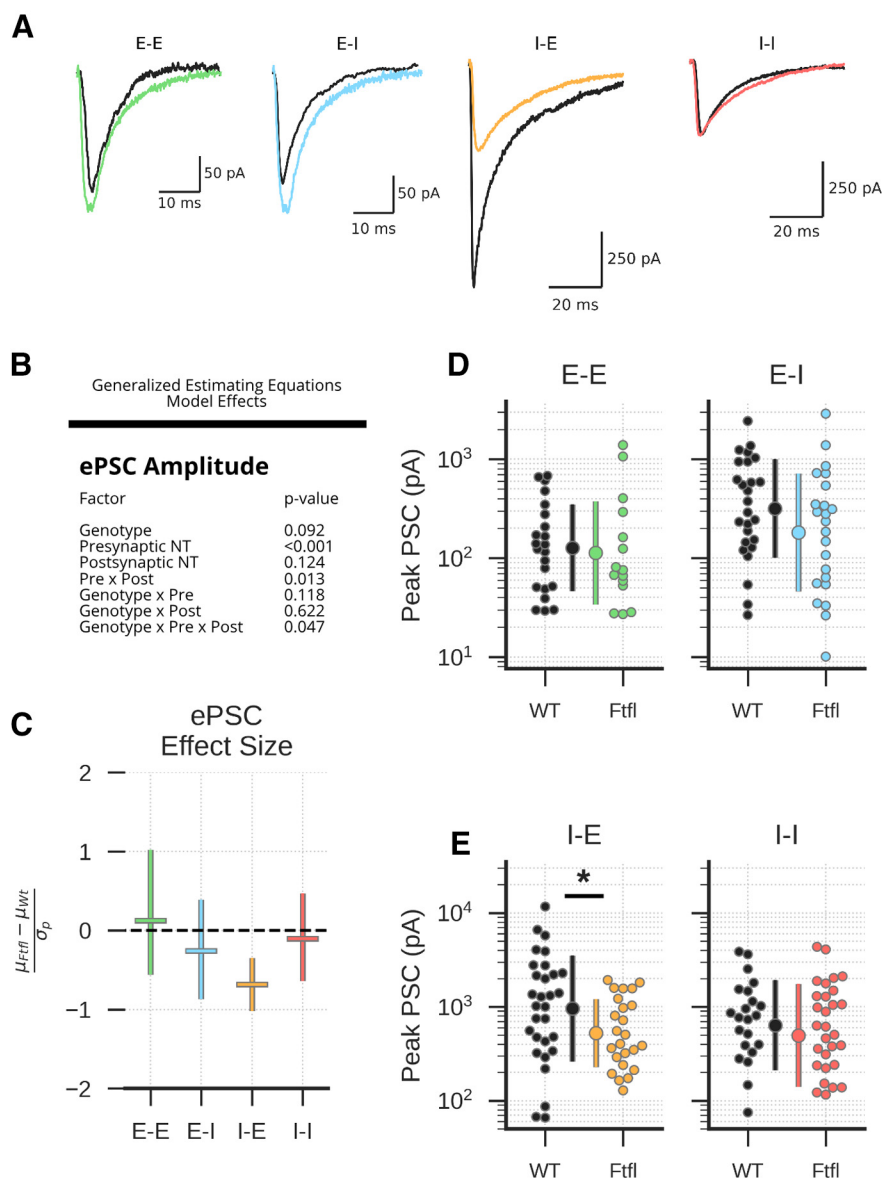 A
E-E
E-I
I-E
I-I
50 pA
10 ms
50 pA
10 ms
250 pA
20 ms
250 pA
20 ms
B
Generalized Estimating Equations
Model Effects
ePSC Amplitude
Factor p-value
Genotype 0.092
Presynaptic NT <0.001
Postsynaptic NT 0.124
Pre x Post 0.013
Genotype x Pre 0.118
Genotype x Post 0.622
Genotype x Pre x Post 0.047
C
ePSC
Effect Size
μFtfl − μWt
σp
2
1
0
−1
−2
E-E E-I I-E I-I
D
E-E
E-I
Peak PSC (pA)
10³
10²
10¹
WT Ftfl
WT Ftfl
E
I-E
I-I
*
Peak PSC (pA)
10⁴
10³
10²
WT Ftfl
WT Ftfl